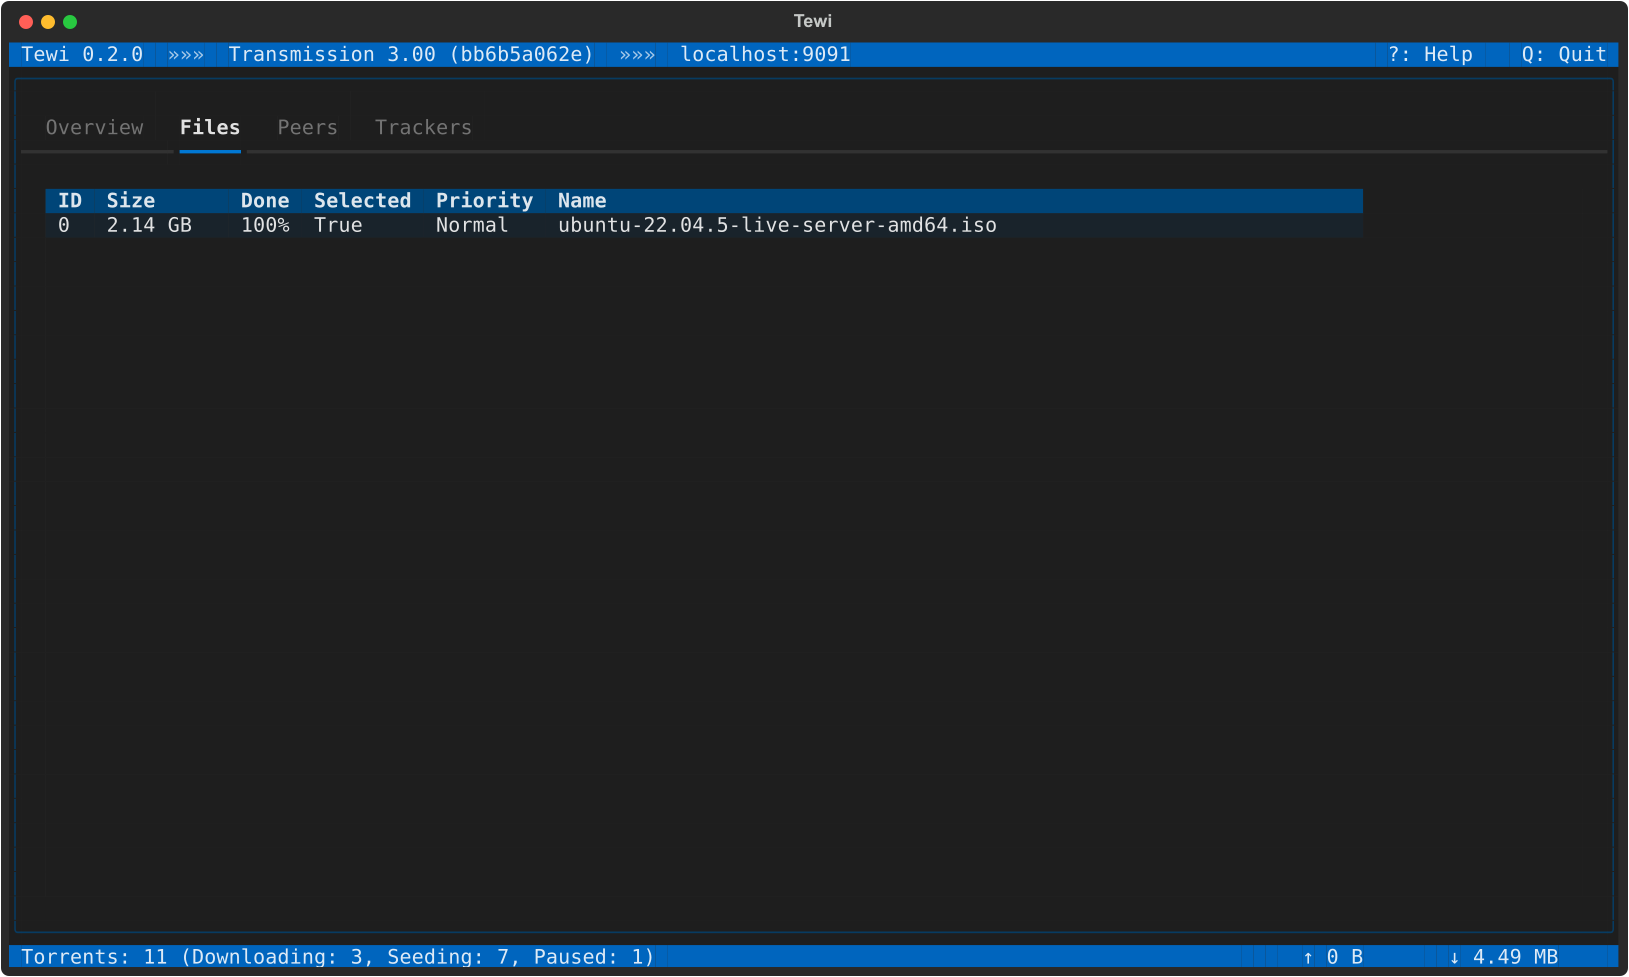 Tewi
Tewi 0.2.0 »»» Transmission 3.00 (bb6b5a062e) »»» localhost:9091 ?: Help Q: Quit
Overview Files Peers Trackers
ID Size Done Selected Priority Name
0 2.14 GB 100% True Normal ubuntu-22.04.5-live-server-amd64.iso
Torrents: 11 (Downloading: 3, Seeding: 7, Paused: 1) ↑ 0 B ↓ 4.49 MB